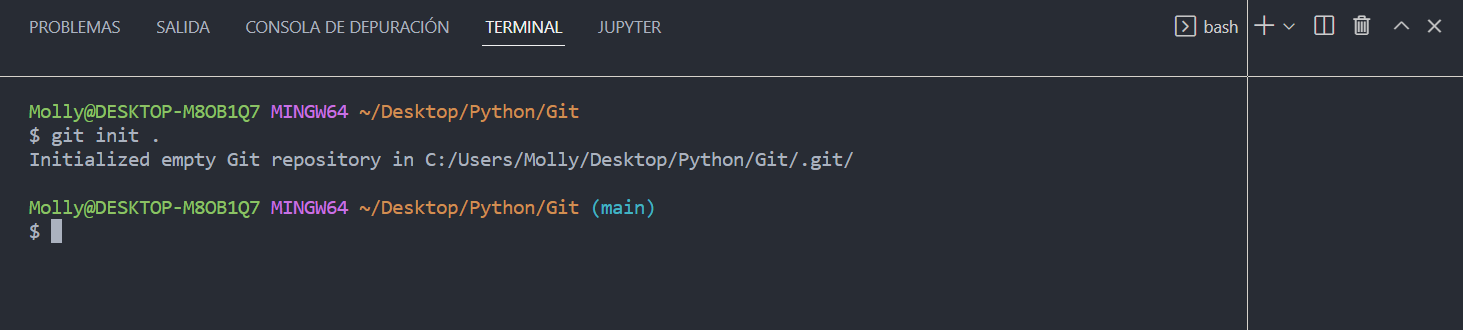 PROBLEMAS SALIDA CONSOLA DE DEPURACIÓN TERMINAL JUPYTER bash
Molly@DESKTOP-M8OB1Q7 MINGW64 ~/Desktop/Python/Git
$ git init .
Initialized empty Git repository in C:/Users/Molly/Desktop/Python/Git/.git/
Molly@DESKTOP-M8OB1Q7 MINGW64 ~/Desktop/Python/Git (main)
$